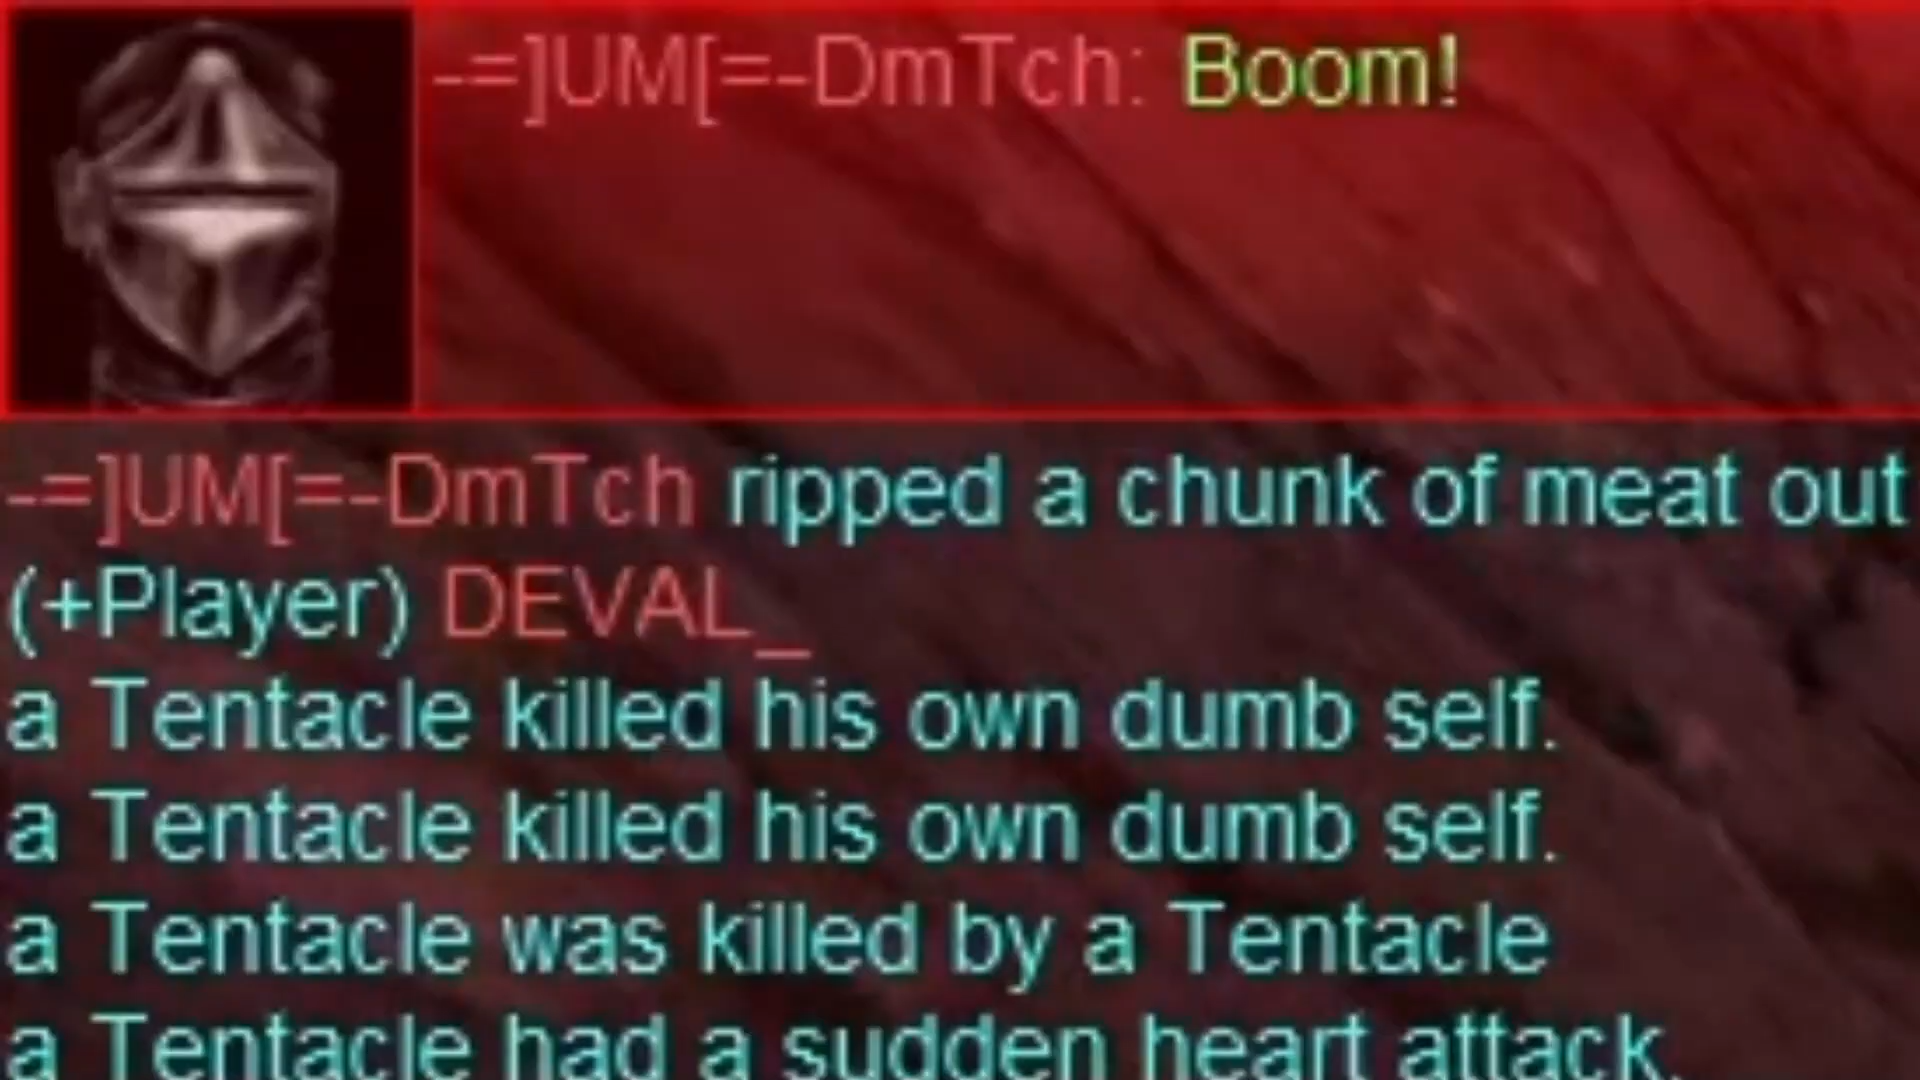 -=]UM[=-DmTch: Boom!
-=]UM[=-DmTch ripped a chunk of meat out
(+Player) DEVAL_
a Tentacle killed his own dumb self.
a Tentacle killed his own dumb self.
a Tentacle was killed by a Tentacle
a Tentacle had a sudden heart attack.